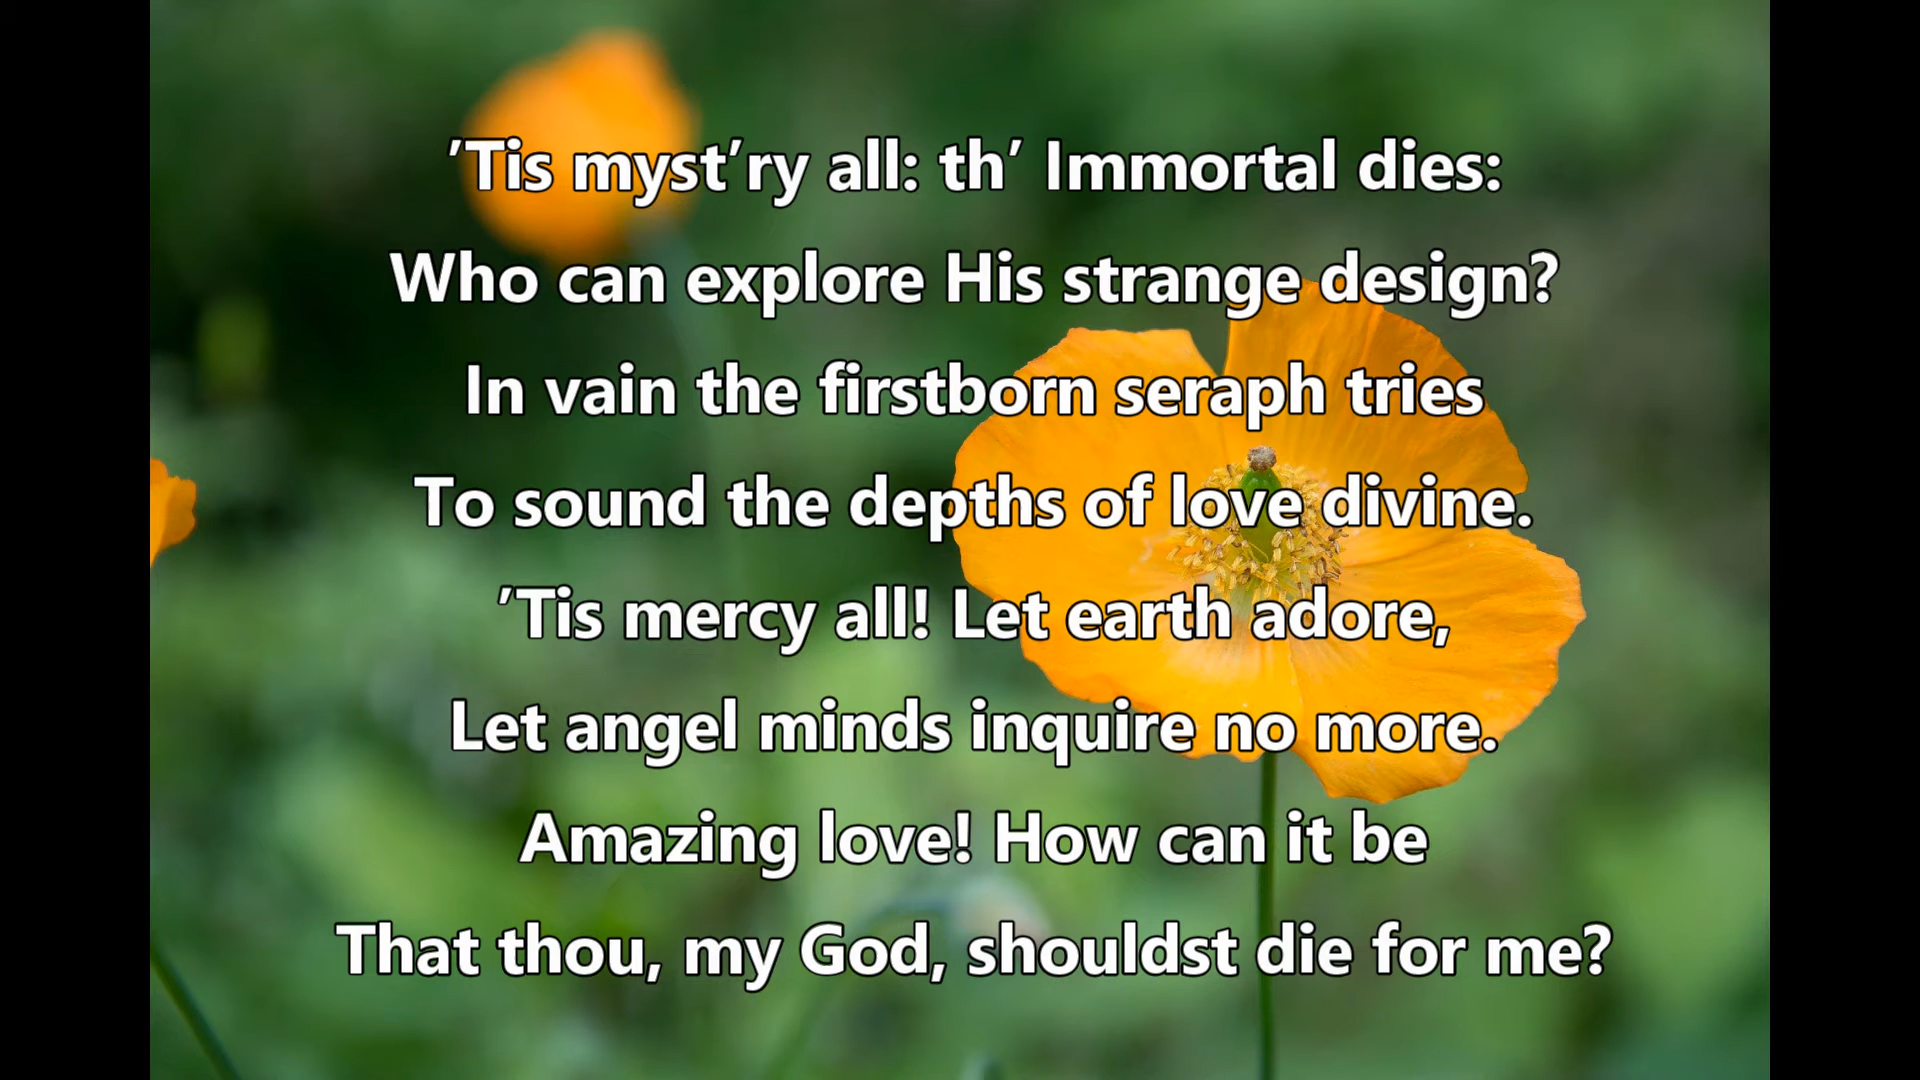 ′Tis myst′ry all: th′ Immortal dies:
Who can explore His strange design?
In vain the firstborn seraph tries
To sound the depths of love divine.
′Tis mercy all! Let earth adore,
Let angel minds inquire no more.
Amazing love! How can it be
That thou, my God, shouldst die for me?